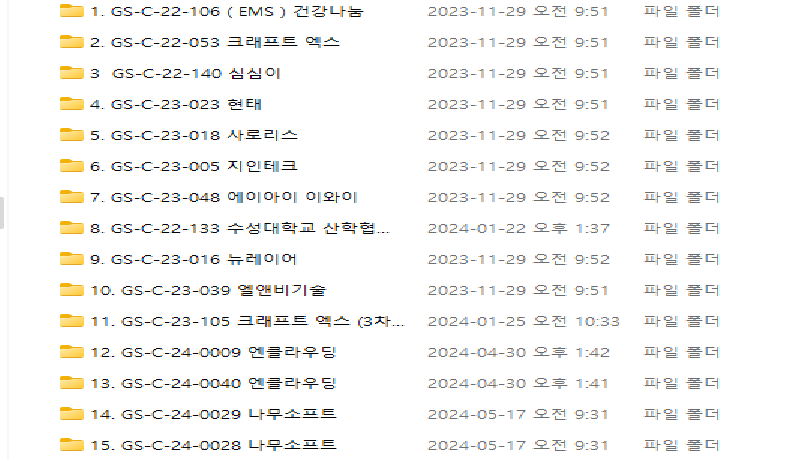 1. GS-C-22-106 ( EMS ) 건강나눔 2023-11-29 오전 9:51 파일 폴더
2. GS-C-22-053 크래프트 엑스 2023-11-29 오전 9:51 파일 폴더
3  GS-C-22-140 심심이 2023-11-29 오전 9:51 파일 폴더
4. GS-C-23-023 현태 2023-11-29 오전 9:51 파일 폴더
5. GS-C-23-018 사로리스 2023-11-29 오전 9:52 파일 폴더
6. GS-C-23-005 지인테크 2023-11-29 오전 9:52 파일 폴더
7. GS-C-23-048 에이아이 이와이 2023-11-29 오전 9:52 파일 폴더
8. GS-C-22-133 수성대학교 산학협... 2024-01-22 오후 1:37 파일 폴더
9. GS-C-23-016 뉴레이어 2023-11-29 오전 9:52 파일 폴더
10. GS-C-23-039 엘앤비기술 2023-11-29 오전 9:51 파일 폴더
11. GS-C-23-105 크래프트 엑스 (3차... 2024-01-25 오전 10:33 파일 폴더
12. GS-C-24-0009 엔클라우딩 2024-04-30 오후 1:42 파일 폴더
13. GS-C-24-0040 엔클라우딩 2024-04-30 오후 1:41 파일 폴더
14. GS-C-24-0029 나무소프트 2024-05-17 오전 9:31 파일 폴더
15. GS-C-24-0028 나무소프트 2024-05-17 오전 9:31 파일 폴더